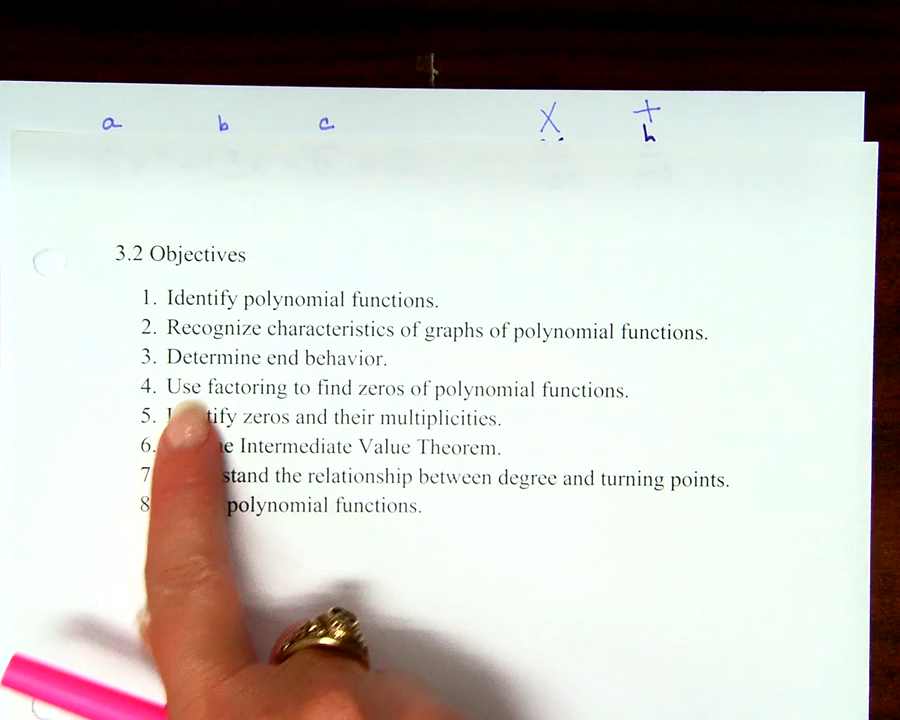 a b c X +
h
3.2 Objectives
1. Identify polynomial functions.
2. Recognize characteristics of graphs of polynomial functions.
3. Determine end behavior.
4. Use factoring to find zeros of polynomial functions.
5. zeros and their multiplicities.
6. Intermediate Value Theorem.
7 the relationship between degree and turning points.
8 polynomial functions.